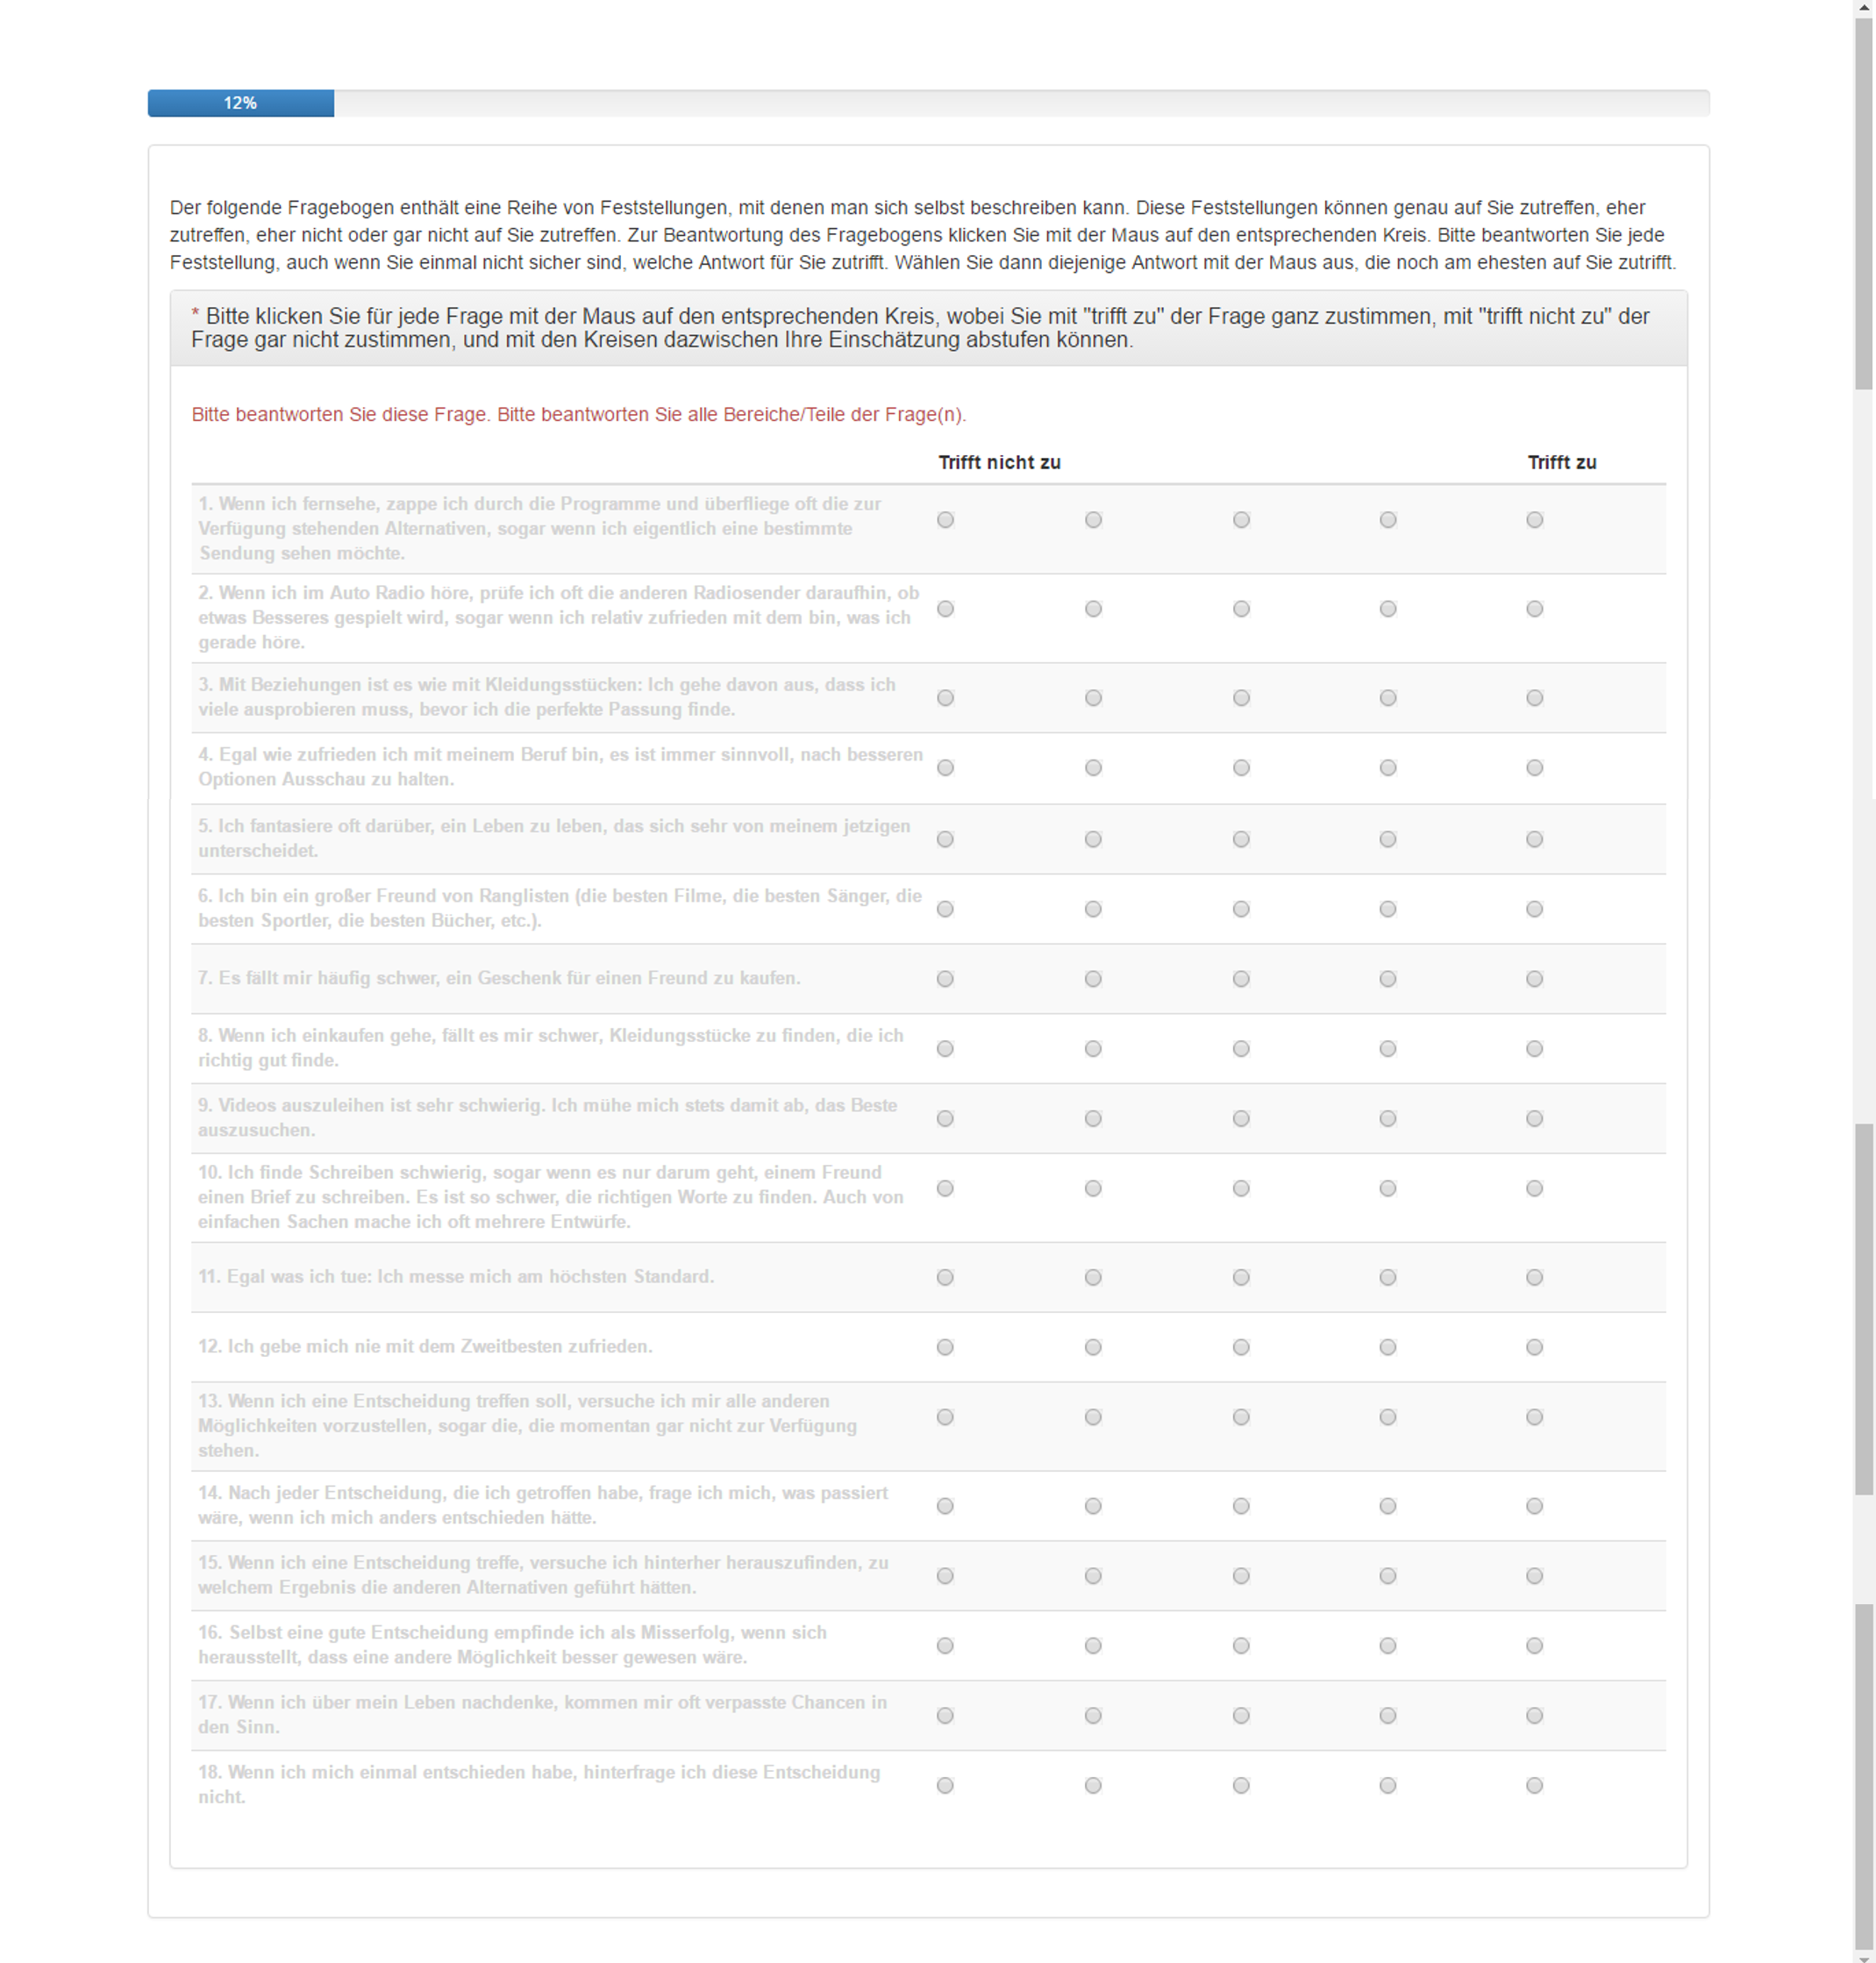 12%
Der folgende Fragebogen enthält eine Reihe von Feststellungen, mit denen man sich selbst beschreiben kann. Diese Feststellungen können genau auf Sie zutreffen, eher
zutreffen, eher nicht oder gar nicht auf Sie zutreffen. Zur Beantwortung des Fragebogens klicken Sie mit der Maus auf den entsprechenden Kreis. Bitte beantworten Sie jede
Feststellung, auch wenn Sie einmal nicht sicher sind, welche Antwort für Sie zutrifft. Wählen Sie dann diejenige Antwort mit der Maus aus, die noch am ehesten auf Sie zutrifft.
* Bitte klicken Sie für jede Frage mit der Maus auf den entsprechenden Kreis, wobei Sie mit "trifft zu" der Frage ganz zustimmen, mit "trifft nicht zu" der
Frage gar nicht zustimmen, und mit den Kreisen dazwischen Ihre Einschätzung abstufen können.
Bitte beantworten Sie diese Frage. Bitte beantworten Sie alle Bereiche/Teile der Frage(n).
Trifft nicht zu Trifft zu
1. Wenn ich fernsehe, zappe ich durch die Programme und überfliege oft die zur
Verfügung stehenden Alternativen, sogar wenn ich eigentlich eine bestimmte
Sendung sehen möchte.
2. Wenn ich im Auto Radio höre, prüfe ich oft die anderen Radiosender daraufhin, ob
etwas Besseres gespielt wird, sogar wenn ich relativ zufrieden mit dem bin, was ich
gerade höre.
3. Mit Beziehungen ist es wie mit Kleidungsstücken: Ich gehe davon aus, dass ich
viele ausprobieren muss, bevor ich die perfekte Passung finde.
4. Egal wie zufrieden ich mit meinem Beruf bin, es ist immer sinnvoll, nach besseren
Optionen Ausschau zu halten.
5. Ich fantasiere oft darüber, ein Leben zu leben, das sich sehr von meinem jetzigen
unterscheidet.
6. Ich bin ein großer Freund von Ranglisten (die besten Filme, die besten Sänger, die
besten Sportler, die besten Bücher, etc.).
7. Es fällt mir häufig schwer, ein Geschenk für einen Freund zu kaufen.
8. Wenn ich einkaufen gehe, fällt es mir schwer, Kleidungsstücke zu finden, die ich
richtig gut finde.
9. Videos auszuleihen ist sehr schwierig. Ich mühe mich stets damit ab, das Beste
auszusuchen.
10. Ich finde Schreiben schwierig, sogar wenn es nur darum geht, einem Freund
einen Brief zu schreiben. Es ist so schwer, die richtigen Worte zu finden. Auch von
einfachen Sachen mache ich oft mehrere Entwürfe.
11. Egal was ich tue: Ich messe mich am höchsten Standard.
12. Ich gebe mich nie mit dem Zweitbesten zufrieden.
13. Wenn ich eine Entscheidung treffen soll, versuche ich mir alle anderen
Möglichkeiten vorzustellen, sogar die, die momentan gar nicht zur Verfügung
stehen.
14. Nach jeder Entscheidung, die ich getroffen habe, frage ich mich, was passiert
wäre, wenn ich mich anders entschieden hätte.
15. Wenn ich eine Entscheidung treffe, versuche ich hinterher herauszufinden, zu
welchem Ergebnis die anderen Alternativen geführt hätten.
16. Selbst eine gute Entscheidung empfinde ich als Misserfolg, wenn sich
herausstellt, dass eine andere Möglichkeit besser gewesen wäre.
17. Wenn ich über mein Leben nachdenke, kommen mir oft verpasste Chancen in
den Sinn.
18. Wenn ich mich einmal entschieden habe, hinterfrage ich diese Entscheidung
nicht.